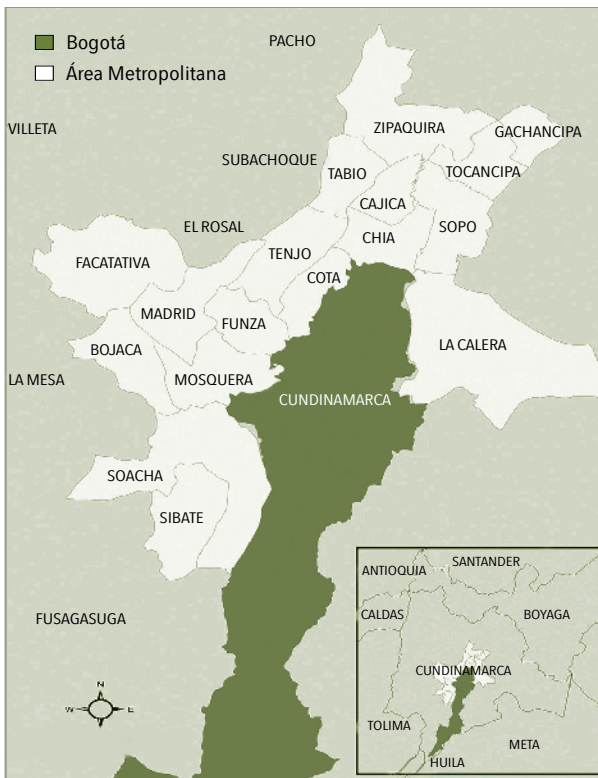 Bogotá
Área Metropolitana
PACHO
VILLETA
ZIPAQUIRA
GACHANCIPA
SUBACHOQUE
TABIO
TOCANCIPA
CAJICA
EL ROSAL
CHIA
SOPO
TENJO
FACATATIVA
COTA
MADRID
FUNZA
BOJACA
LA CALERA
LA MESA
MOSQUERA
CUNDINAMARCA
SOACHA
SIBATE
FUSAGASUGA
N
W
E
S
ANTIOQUIA
SANTANDER
CALDAS
BOYAGA
CUNDINAMARCA
TOLIMA
META
HUILA